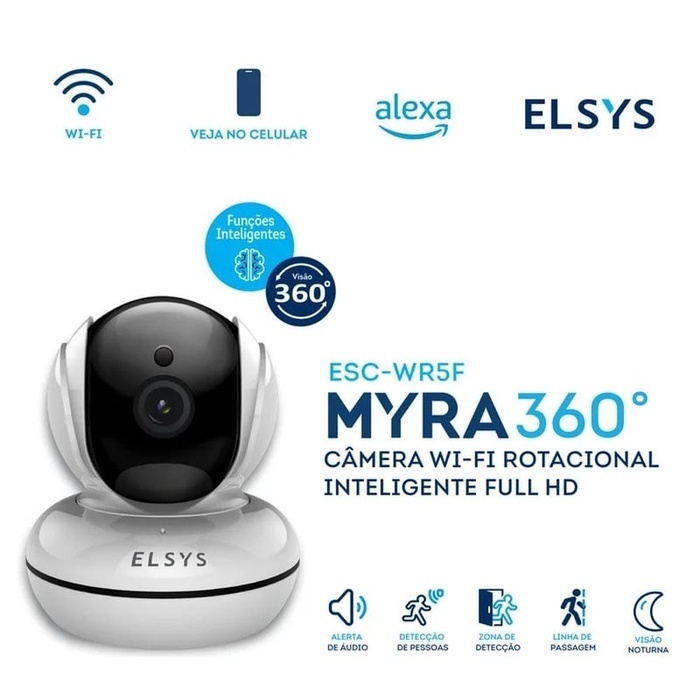 WI-FI
VEJA NO CELULAR
alexa
ELSYS
Funções
Inteligentes
Visão
360°
ESC-WR5F
MYRA360°
CÂMERA WI-FI ROTACIONAL
INTELIGENTE FULL HD
ELSYS
ALERTA
DE ÁUDIO
DETECÇÃO
DE PESSOAS
ZONA DE
DETECÇÃO
LINHA DE
PASSAGEM
VISÃO
NOTURNA